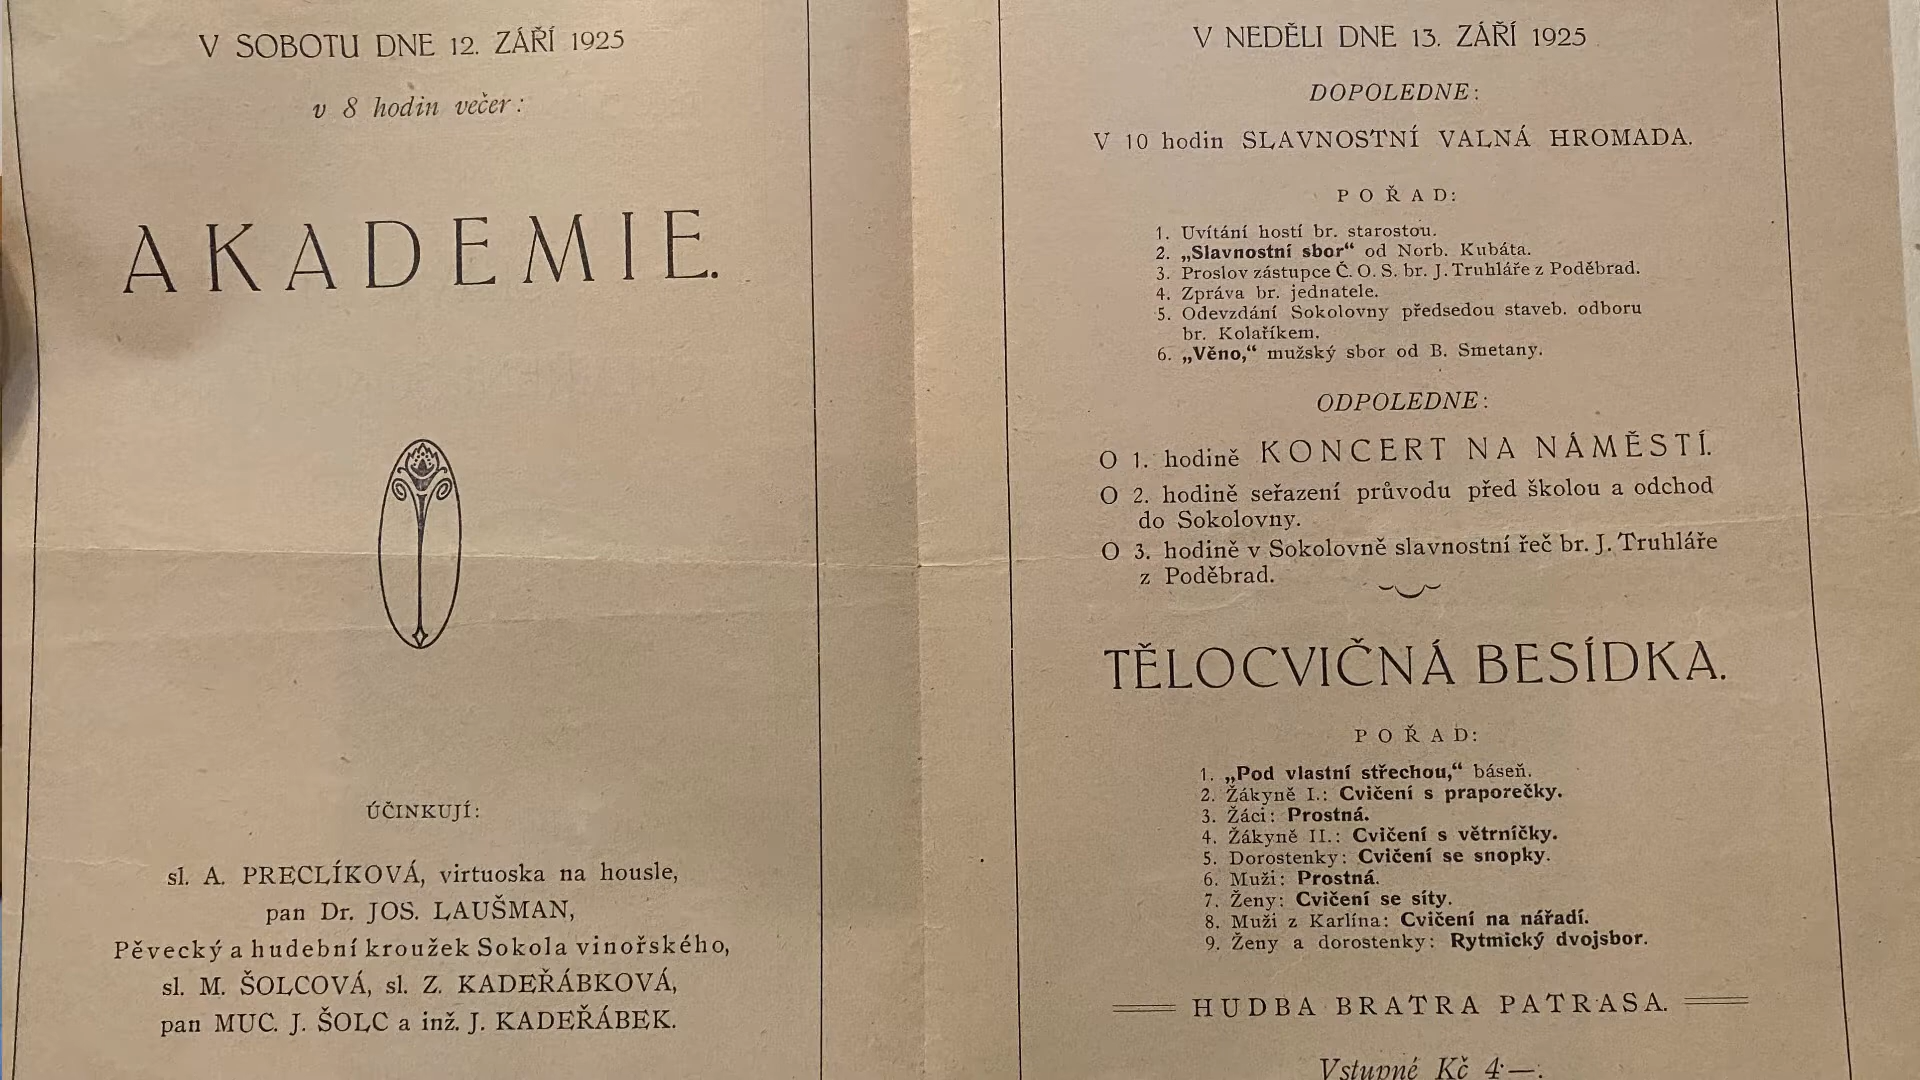 V SOBOTU DNE 12. ZÁŘÍ 1925
v 8 hodin večer:
AKADEMIE.
ÚČINKUJÍ:
sl. A. PRECLÍKOVÁ, virtuoska na housle,
pan Dr. JOS. LAUŠMAN,
Pěvecký a hudební kroužek Sokola vinořského,
sl. M. ŠOLCOVÁ, sl. Z. KADEŘÁBKOVÁ,
pan MUC. J. ŠOLC a inž. J. KADEŘÁBEK.
V NEDĚLI DNE 13. ZÁŘÍ 1925
DOPOLEDNE:
V 10 hodin SLAVNOSTNÍ VALNÁ HROMADA.
POŘAD:
1. Uvítání hostí br. starostou.
2. „Slavnostní sbor“ od Norb. Kubáta.
3. Proslov zástupce Č. O. S. br. J. Truhláře z Poděbrad.
4. Zpráva br. jednatele.
5. Odevzdání Sokolovny předsedou staveb. odboru
br. Kolaříkem.
6. „Věno,“ mužský sbor od B. Smetany.
ODPOLEDNE:
O 1. hodině KONCERT NA NÁMĚSTÍ.
O 2. hodině seřazení průvodu před školou a odchod
do Sokolovny.
O 3. hodině v Sokolovně slavnostní řeč br. J. Truhláře
z Poděbrad.
TĚLOCVIČNÁ BESÍDKA.
POŘAD:
1. „Pod vlastní střechou,“ báseň.
2. Žákyně I.: Cvičení s praporečky.
3. Žáci: Prostná.
4. Žákyně II.: Cvičení s větrníčky.
5. Dorostenky: Cvičení se snopky.
6. Muži: Prostná.
7. Ženy: Cvičení se síty.
8. Muži z Karlína: Cvičení na nářadí.
9. Ženy a dorostenky: Rytmický dvojsbor.
HUDBA BRATRA PATRASA.
Vstupné Kč 4·—.